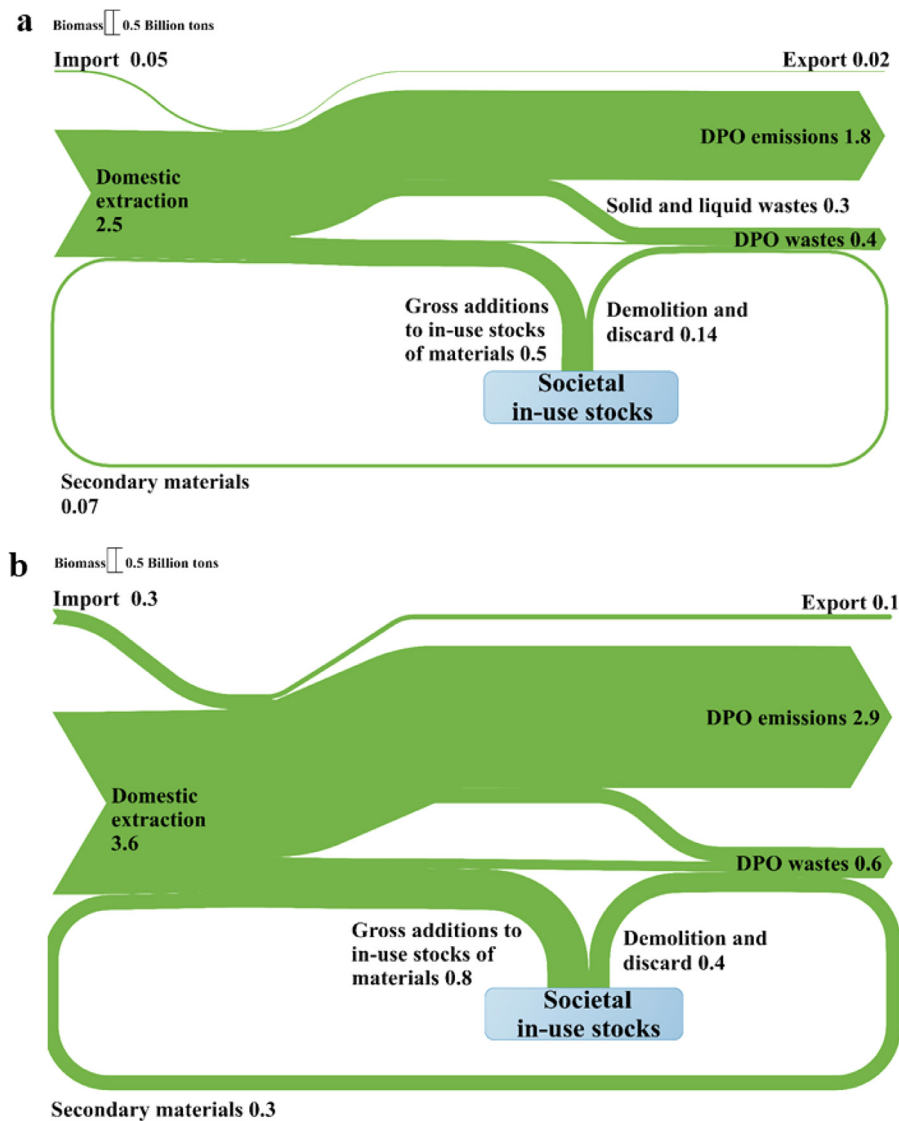 a
Biomass 0.5 Billion tons
Import 0.05
Export 0.02
DPO emissions 1.8
Domestic
extraction
2.5
Solid and liquid wastes 0.3
DPO wastes 0.4
Gross additions
to in-use stocks
of materials 0.5
Demolition and
discard 0.14
Societal
in-use stocks
Secondary materials
0.07
b
Biomass 0.5 Billion tons
Import 0.3
Export 0.1
DPO emissions 2.9
Domestic
extraction
3.6
DPO wastes 0.6
Gross additions to
in-use stocks of
materials 0.8
Demolition and
discard 0.4
Societal
in-use stocks
Secondary materials 0.3